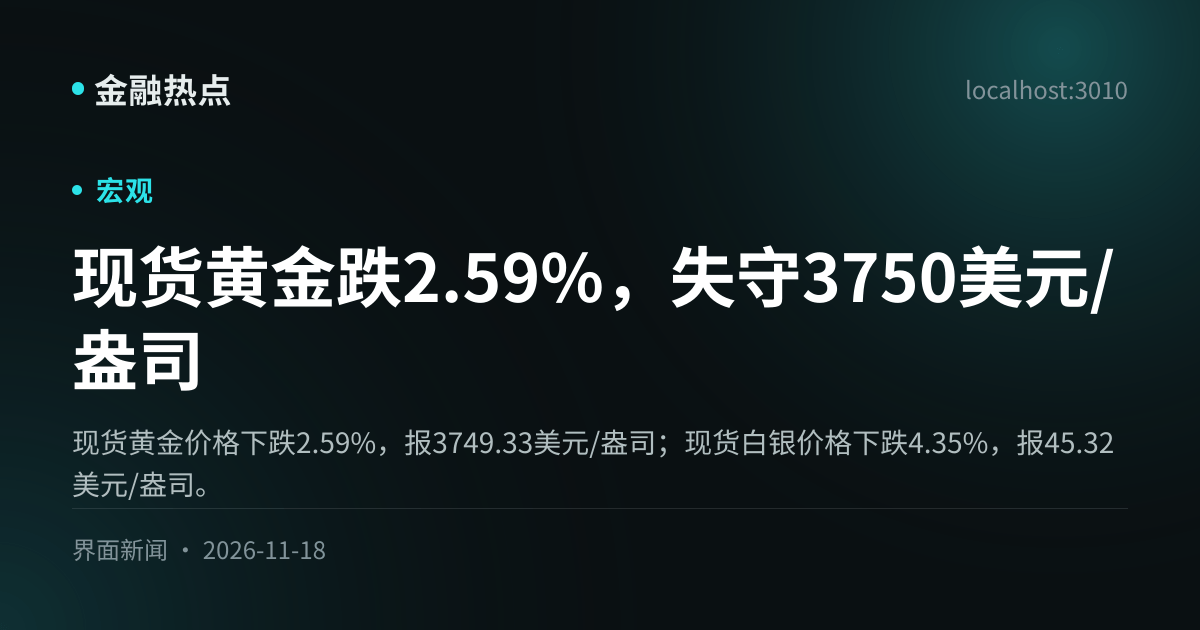 金融热点
localhost:3010
宏观
现货黄金跌2.59%，失守3750美元/
盎司
现货黄金价格下跌2.59%，报3749.33美元/盎司；现货白银价格下跌4.35%，报45.32
美元/盎司。
界面新闻 · 2026-11-18